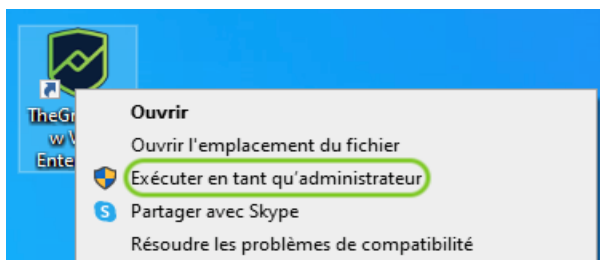 TheGr
w V
Ente
Ouvrir
Ouvrir l'emplacement du fichier
Exécuter en tant qu'administrateur
S Partager avec Skype
Résoudre les problèmes de compatibilité